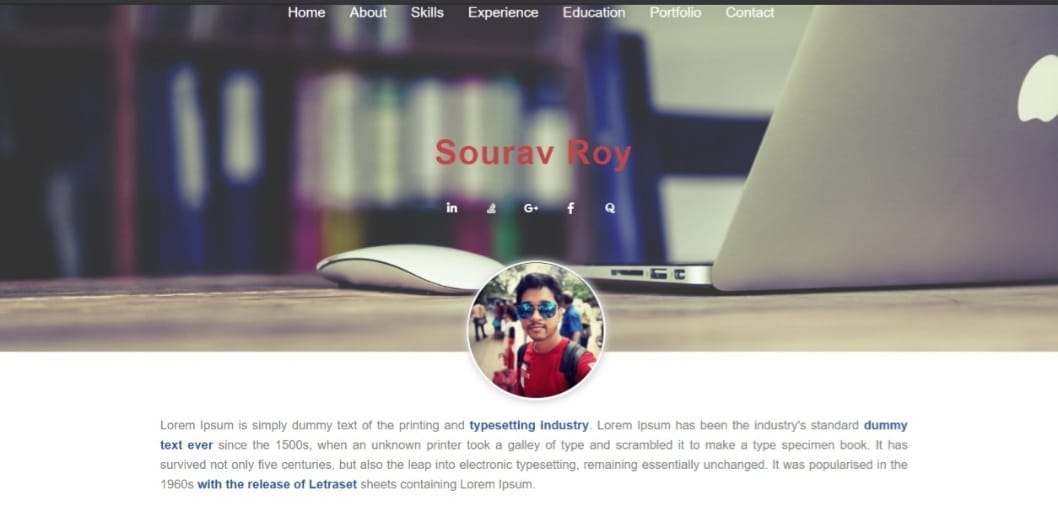 Home About Skills Experience Education Portfolio Contact
Sourav Roy
Lorem Ipsum is simply dummy text of the printing and typesetting industry. Lorem Ipsum has been the industry's standard dummy
text ever since the 1500s, when an unknown printer took a galley of type and scrambled it to make a type specimen book. It has
survived not only five centuries, but also the leap into electronic typesetting, remaining essentially unchanged. It was popularised in the
1960s with the release of Letraset sheets containing Lorem Ipsum.